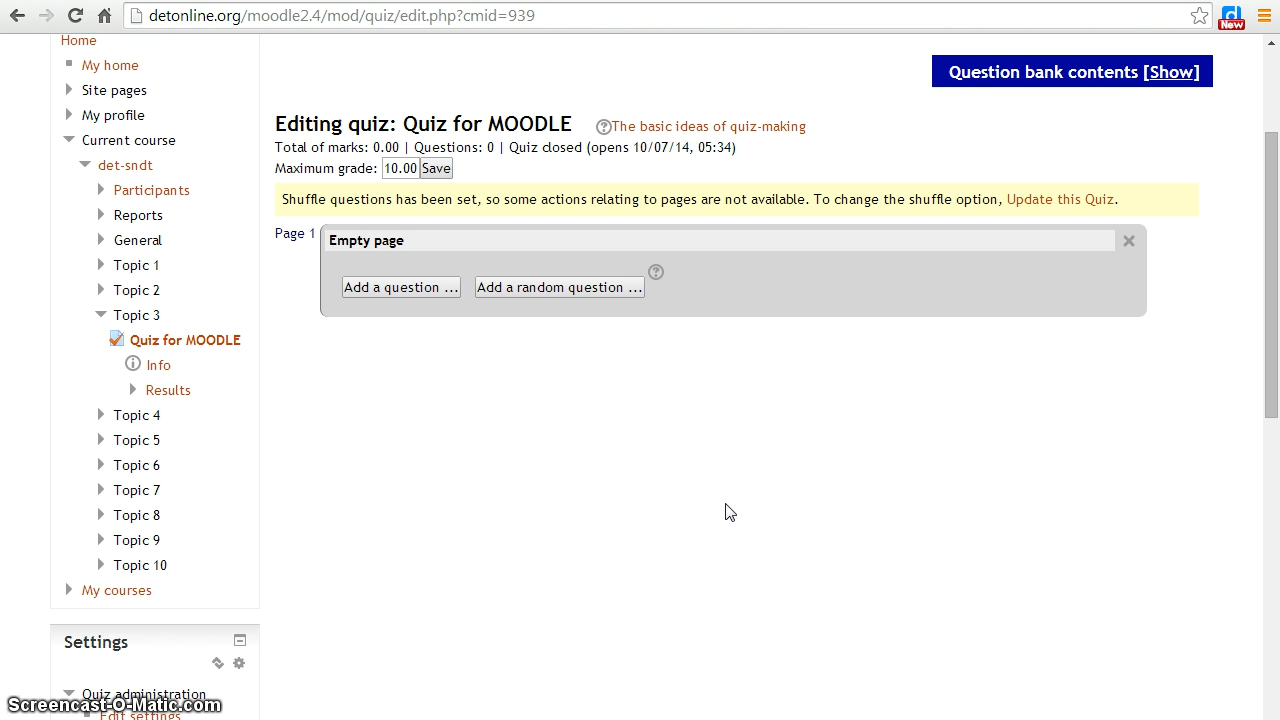 detonline.org/moodle2.4/mod/quiz/edit.php?cmid=939
New
Home
My home
Site pages
My profile
Current course
det-sndt
Participants
Reports
General
Topic 1
Topic 2
Topic 3
Quiz for MOODLE
Info
Results
Topic 4
Topic 5
Topic 6
Topic 7
Topic 8
Topic 9
Topic 10
My courses
Settings
Quiz administration
Edit settings
Question bank contents [Show]
Editing quiz: Quiz for MOODLE
The basic ideas of quiz-making
Total of marks: 0.00 | Questions: 0 | Quiz closed (opens 10/07/14, 05:34)
Maximum grade: 10.00 Save
Shuffle questions has been set, so some actions relating to pages are not available. To change the shuffle option, Update this Quiz.
Page 1
Empty page
Add a question ... Add a random question ...
Screencast-O-Matic.com